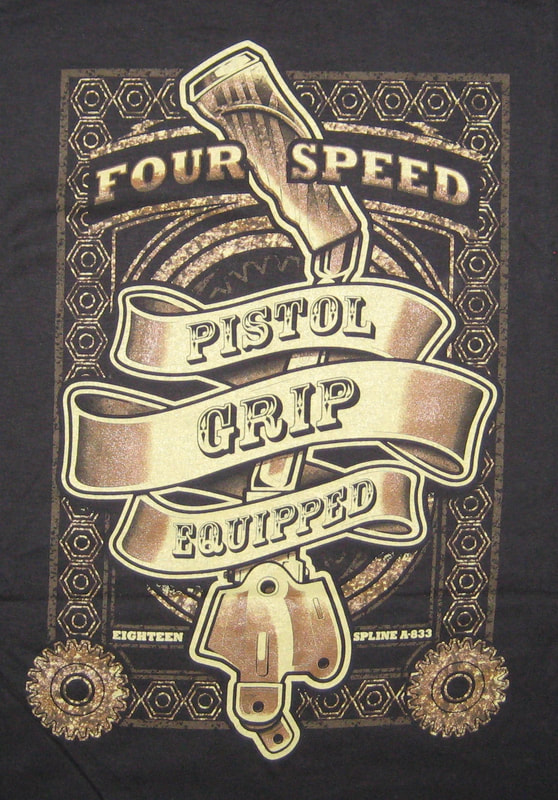 FOUR SPEED
PISTOL
GRIP
EQUIPPED
EIGHTEEN SPLINE A-833